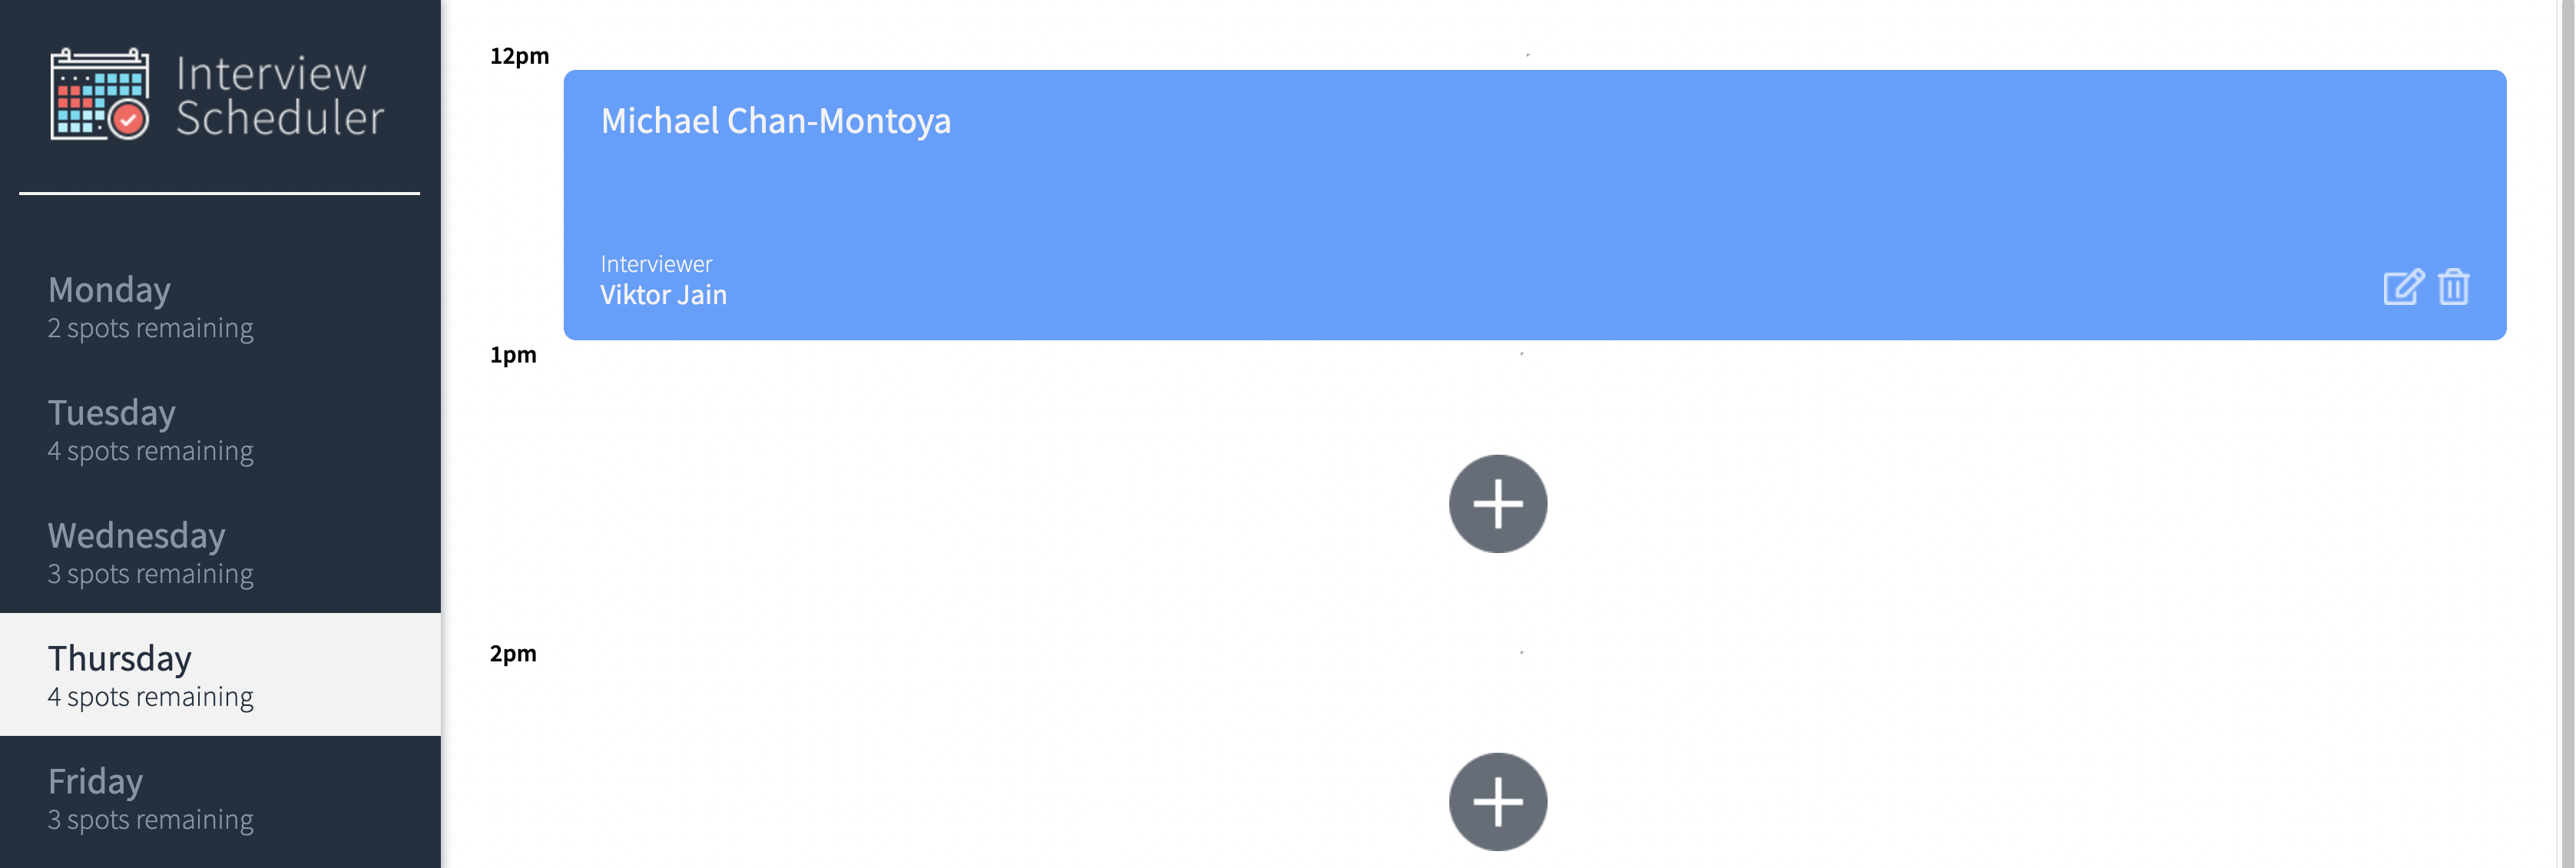 Interview
Scheduler
Monday
2 spots remaining
Tuesday
4 spots remaining
Wednesday
3 spots remaining
Thursday
4 spots remaining
Friday
3 spots remaining
12pm
Michael Chan-Montoya
Interviewer
Viktor Jain
1pm
2pm